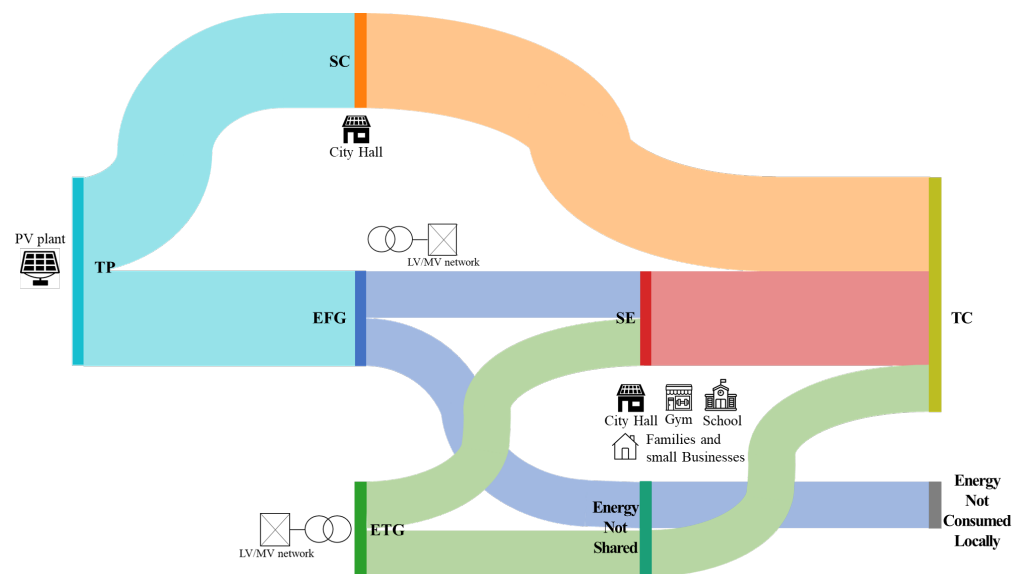 SC
City Hall
PV plant
TP
LV/MV network
EFG
SE
TC
City Hall
Gym
School
Families and
small Businesses
Energy
Not
Shared
Energy
Not
Consumed
Locally
ETG
LV/MV network